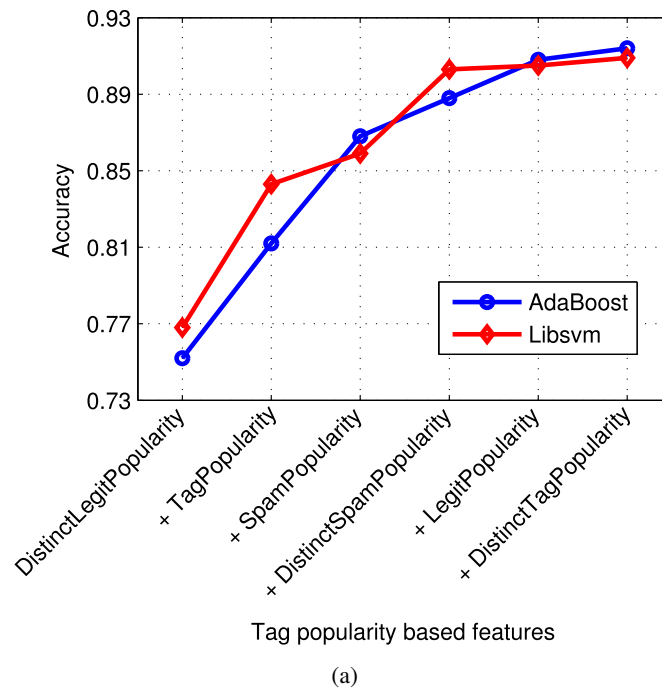 0.93
0.89
0.85
0.81
0.77
0.73
Accuracy
AdaBoost
Libsvm
DistinctLegitPopularity
+ TagPopularity
+ SpamPopularity
+ DistinctSpamPopularity
+ LegitPopularity
+ DistinctTagPopularity
Tag popularity based features
(a)